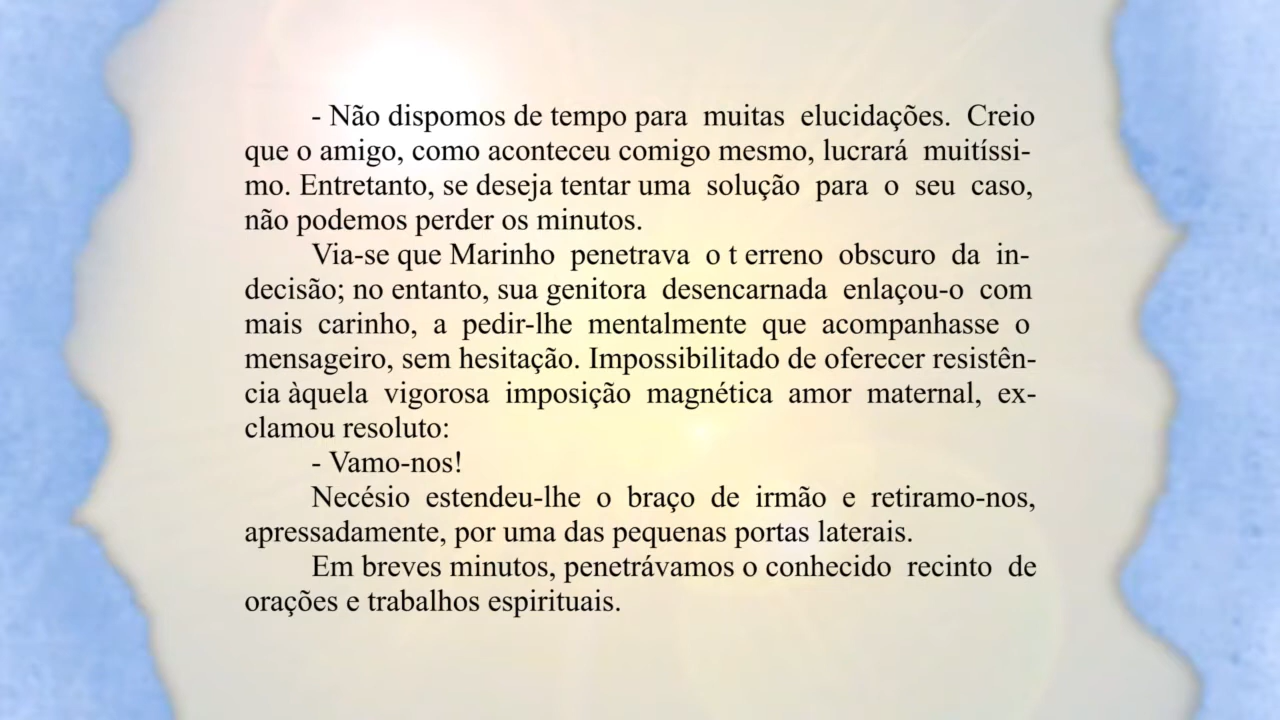 - Não dispomos de tempo para muitas elucidações. Creio
que o amigo, como aconteceu comigo mesmo, lucrará muitíssi-
mo. Entretanto, se deseja tentar uma solução para o seu caso,
não podemos perder os minutos.
Via-se que Marinho penetrava o t erreno obscuro da in-
decisão; no entanto, sua genitora desencarnada enlaçou-o com
mais carinho, a pedir-lhe mentalmente que acompanhasse o
mensageiro, sem hesitação. Impossibilitado de oferecer resistên-
cia àquela vigorosa imposição magnética amor maternal, ex-
clamou resoluto:
- Vamo-nos!
Necésio estendeu-lhe o braço de irmão e retiramo-nos,
apressadamente, por uma das pequenas portas laterais.
Em breves minutos, penetrávamos o conhecido recinto de
orações e trabalhos espirituais.